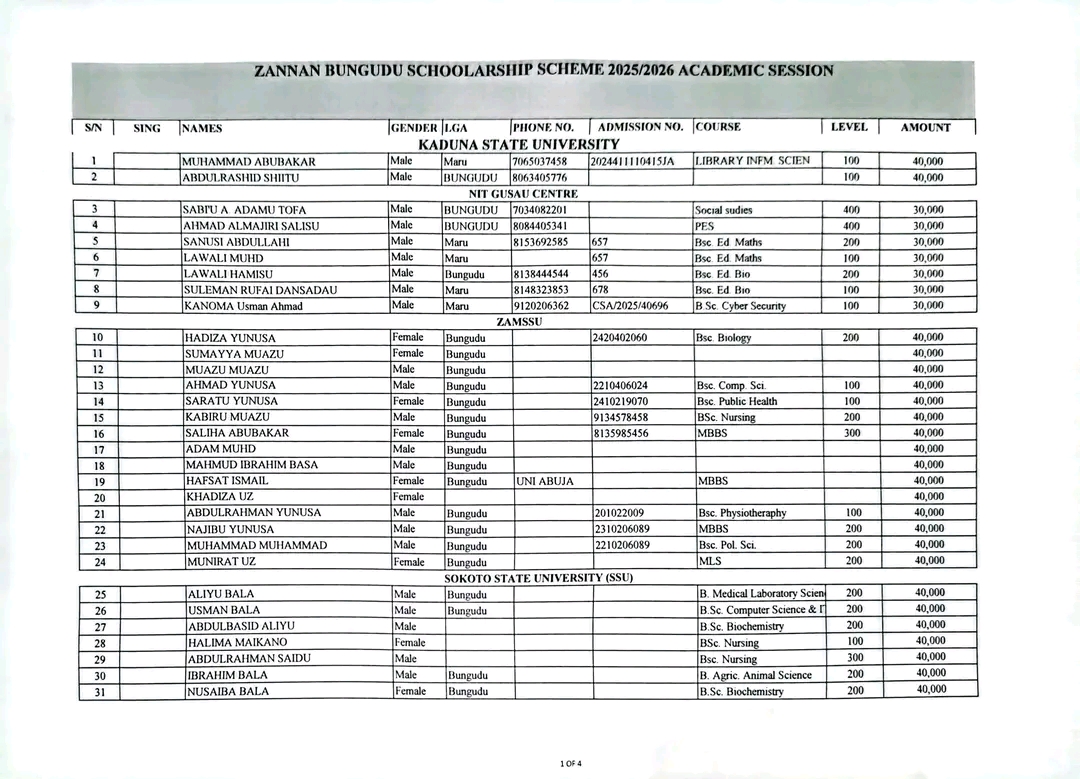 ZANNAN BUNGUDU SCHOOLARSHIP SCHEME 2025/2026 ACADEMIC SESSION
S/N SING NAMES GENDER LGA PHONE NO. ADMISSION NO. COURSE LEVEL AMOUNT
KADUNA STATE UNIVERSITY
1 MUHAMMAD ABUBAKAR Male Maru 7065037458 2024411110415JA LIBRARY INFM. SCIEN 100 40,000
2 ABDULRASHID SHIITU Male BUNGUDU 8063405776 100 40,000
NIT GUSAU CENTRE
3 SABI'U A ADAMU TOFA Male BUNGUDU 7034082201 Social sudies 400 30,000
4 AHMAD ALMAJIRI SALISU Male BUNGUDU 8084405341 PES 400 30,000
5 SANUSI ABDULLAHI Male Maru 8153692585 657 Bsc. Ed. Maths 200 30,000
6 LAWALI MUHD Male Maru 657 Bsc. Ed. Maths 100 30,000
7 LAWALI HAMISU Male Bungudu 8138444544 456 Bsc. Ed. Bio 200 30,000
8 SULEMAN RUFAI DANSADAU Male Maru 8148323853 678 Bsc. Ed. Bio 100 30,000
9 KANOMA Usman Ahmad Male Maru 9120206362 CSA/2025/40696 B.Sc. Cyber Security 100 30,000
ZAMSSU
10 HADIZA YUNUSA Female Bungudu 2420402060 Bsc. Biology 200 40,000
11 SUMAYYA MUAZU Female Bungudu 40,000
12 MUAZU MUAZU Male Bungudu 40,000
13 AHMAD YUNUSA Male Bungudu 2210406024 Bsc. Comp. Sci. 100 40,000
14 SARATU YUNUSA Female Bungudu 2410219070 Bsc. Public Health 100 40,000
15 KABIRU MUAZU Male Bungudu 9134578458 BSc. Nursing 200 40,000
16 SALIHA ABUBAKAR Female Bungudu 8135985456 MBBS 300 40,000
17 ADAM MUHD Male Bungudu 40,000
18 MAHMUD IBRAHIM BASA Male Bungudu 40,000
19 HAFSAT ISMAIL Female Bungudu UNI ABUJA MBBS 40,000
20 KHADIZA UZ Female 40,000
21 ABDULRAHMAN YUNUSA Male Bungudu 201022009 Bsc. Physiotheraphy 100 40,000
22 NAJIBU YUNUSA Male Bungudu 2310206089 MBBS 200 40,000
23 MUHAMMAD MUHAMMAD Male Bungudu 2210206089 Bsc. Pol. Sci. 200 40,000
24 MUNIRAT UZ Female Bungudu MLS 200 40,000
SOKOTO STATE UNIVERSITY (SSU)
25 ALIYU BALA Male Bungudu B. Medical Laboratory Scien 200 40,000
26 USMAN BALA Male Bungudu B.Sc. Computer Science & I 200 40,000
27 ABDULBASID ALIYU Male B.Sc. Biochemistry 200 40,000
28 HALIMA MAIKANO Female BSc. Nursing 100 40,000
29 ABDULRAHMAN SAIDU Male Bsc. Nursing 300 40,000
30 IBRAHIM BALA Male Bungudu B. Agric. Animal Science 200 40,000
31 NUSAIBA BALA Female Bungudu B.Sc. Biochemistry 200 40,000
1 OF 4